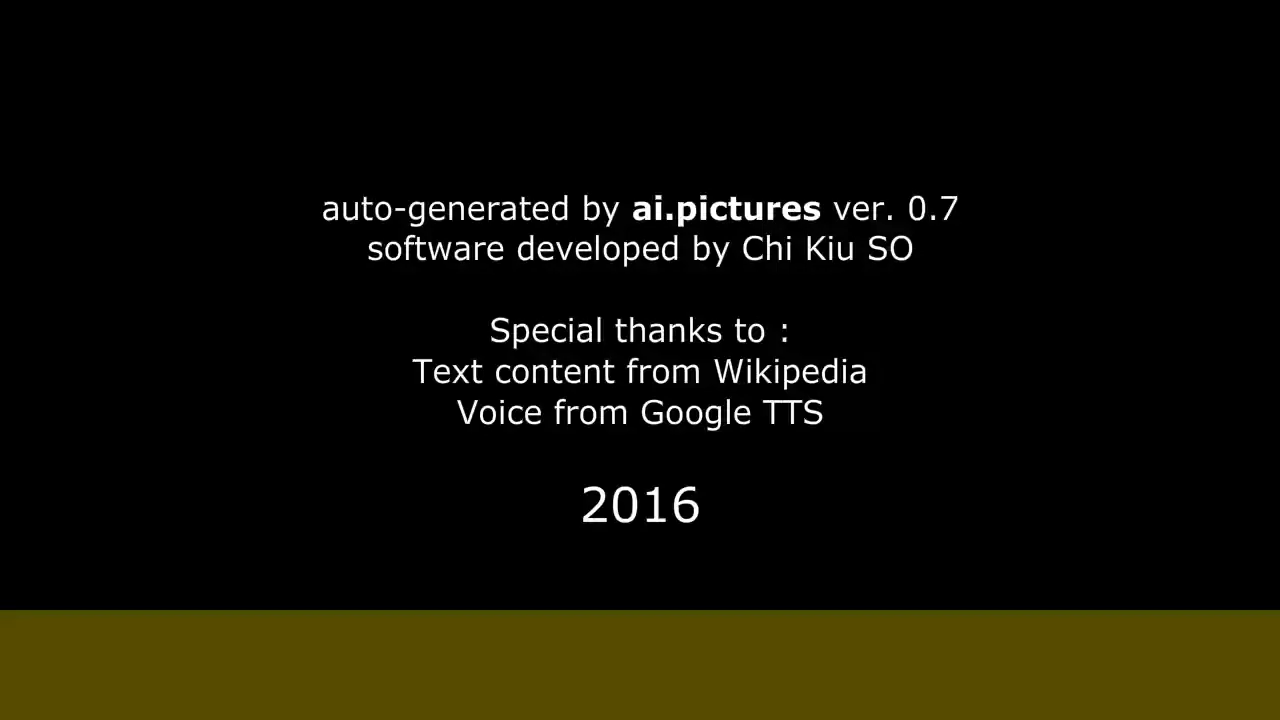 auto-generated by ai.pictures ver. 0.7
software developed by Chi Kiu SO
Special thanks to :
Text content from Wikipedia
Voice from Google TTS
2016